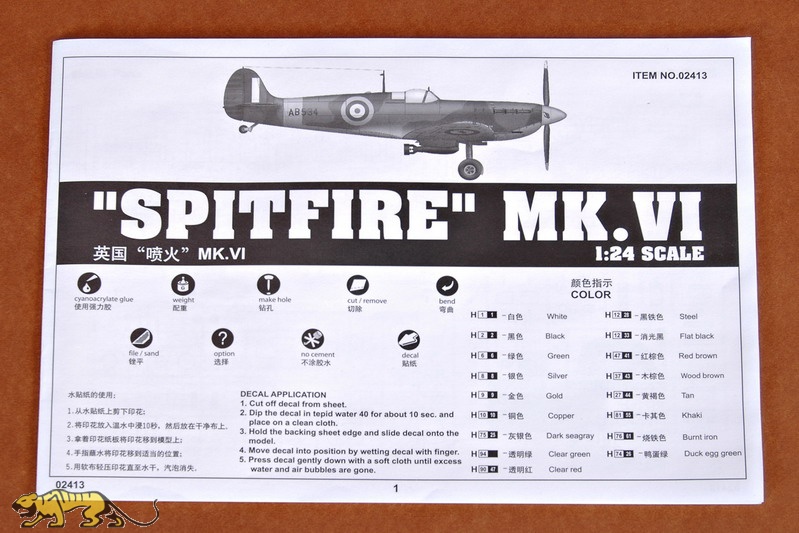 ITEM NO.02413
AB534
"SPITFIRE" MK.VI
英国 “喷火” MK.VI
1:24 SCALE
cyanoacrylate glue
使用强力胶
weight
配重
make hole
钻孔
cut / remove
切除
bend
弯曲
file / sand
锉平
option
选择
no cement
不涂胶水
decal
贴纸
颜色指示
COLOR
H 1 1 - 白色 White
H 2 2 - 黑色 Black
H 6 6 - 绿色 Green
H 8 8 - 银色 Silver
H 9 9 - 金色 Gold
H 10 10 - 铜色 Copper
H 75 25 - 灰银色 Dark seagray
H 94 - 透明绿 Clear green
H 90 47 - 透明红 Clear red
H 12 28 - 黑铁色 Steel
H 12 33 - 消光黑 Flat black
H 47 41 - 红棕色 Red brown
H 37 43 - 木棕色 Wood brown
H 27 44 - 黄褐色 Tan
H 81 55 - 卡其色 Khaki
H 76 61 - 烧铁色 Burnt iron
H 74 26 - 鸭蛋绿 Duck egg green
水贴纸的使用:
1.从水贴纸上剪下印花;
2.将印花放入温水中浸10秒, 然后放在干净布上.
3.拿着印花纸板将印花移到模型上;
4.手指蘸水将印花移到适当的位置;
5.用软布轻压印花直至水干, 汽泡消失.
DECAL APPLICATION
1. Cut off decal from sheet.
2. Dip the decal in tepid water 40 for about 10 sec. and
place on a clean cloth.
3. Hold the backing sheet edge and slide decal onto the
model.
4. Move decal into position by wetting decal with finger.
5. Press decal gently down with a soft cloth until excess
water and air bubbles are gone.
02413
1